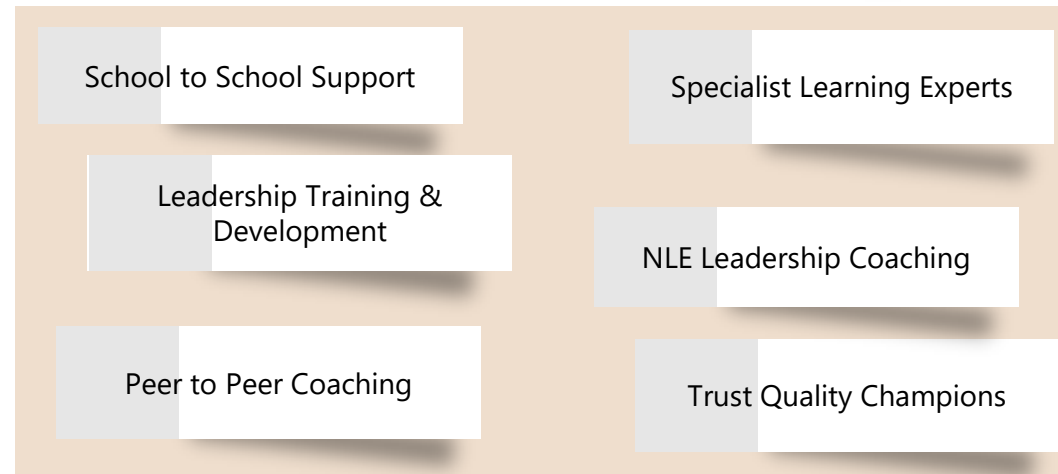 School to School Support
Specialist Learning Experts
Leadership Training &
Development
NLE Leadership Coaching
Peer to Peer Coaching
Trust Quality Champions